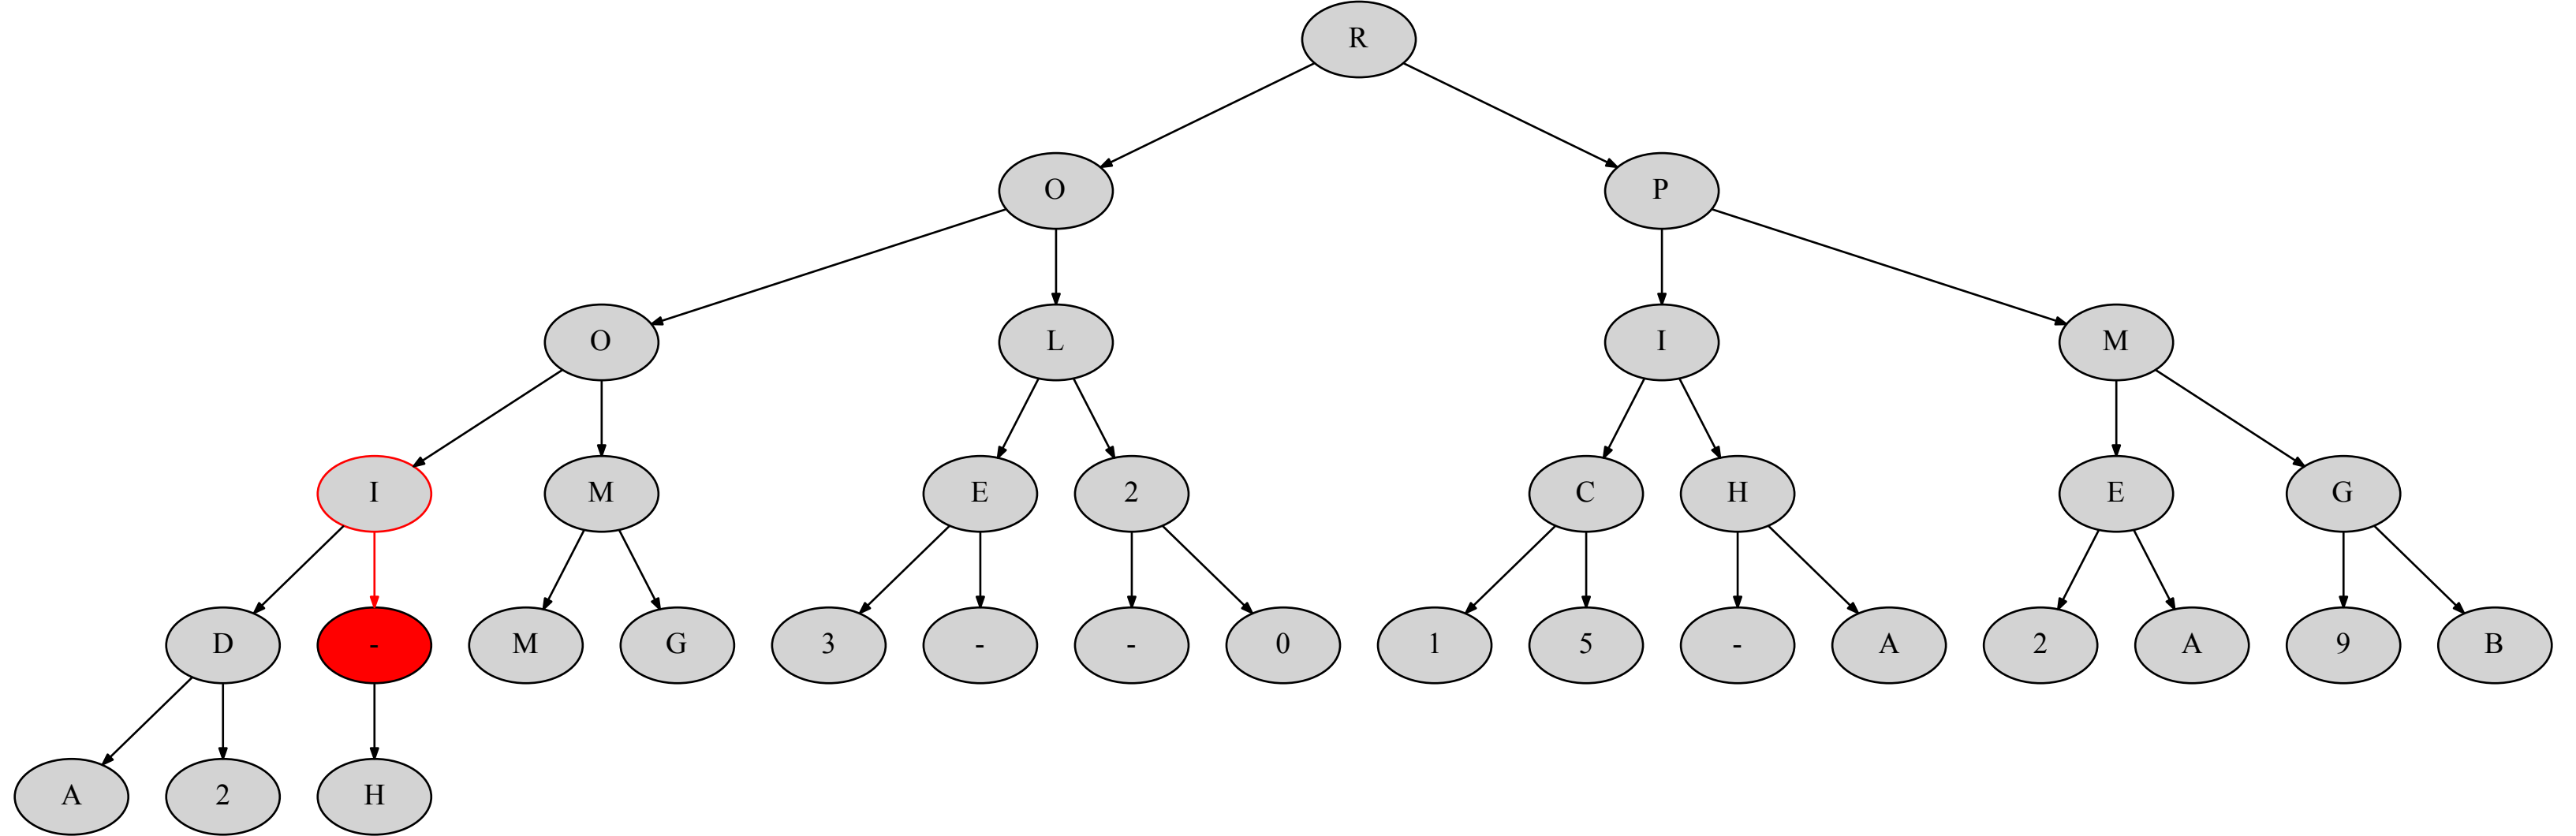 R
O P
O L I M
I M E 2 C H E G
D - M G 3 - - 0 1 5 - A 2 A 9 B
A 2 H